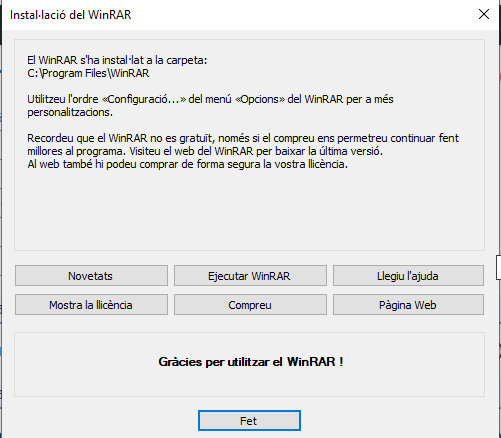 Instal·lació del WinRAR
El WinRAR s'ha instal·lat a la carpeta:
C:\Program Files\WinRAR
Utilitzeu l'ordre «Configuració...» del menú «Opcions» del WinRAR per a més
personalitzacions.
Recordeu que el WinRAR no es gratuït, només si el compreu ens permetreu continuar fent
millores al programa. Visiteu el web del WinRAR per baixar la última versió.
Al web també hi podeu comprar de forma segura la vostra llicència.
Novetats
Ejecutar WinRAR
Llegiu l'ajuda
Mostra la llicència
Compreu
Pàgina Web
Gràcies per utilitzar el WinRAR !
Fet